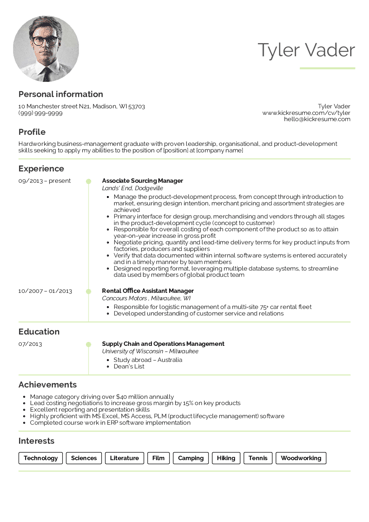 Tyler Vader
Personal information
10 Manchester street N21, Madison, WI 53703
(999) 999-9999
Tyler Vader
www.kickresume.com/cv/tyler
hello@kickresume.com
Profile
Hardworking business-management graduate with proven leadership, organisational, and product-development
skills seeking to apply my abilities to the position of [position] at [company name]
Experience
09/2013 – present
Associate Sourcing Manager
Lands' End, Dodgeville
• Manage the product-development process, from concept through introduction to
market, ensuring design intention, merchant pricing and assortment strategies are
achieved
• Primary interface for design group, merchandising and vendors through all stages
in the product-development cycle (concept to customer)
• Responsible for overall costing of each component of the product so as to attain
year-on-year increase in gross profit
• Negotiate pricing, quantity and lead-time delivery terms for key product inputs from
factories, producers and suppliers
• Verify that data documented within internal software systems is entered accurately
and in a timely manner by team members
• Designed reporting format, leveraging multiple database systems, to streamline
data used by members of global product team
10/2007 – 01/2013
Rental Office Assistant Manager
Concours Motors , Milwaukee, WI
• Responsible for logistic management of a multi-site 75+ car rental fleet
• Developed understanding of customer service and relations
Education
07/2013
Supply Chain and Operations Management
University of Wisconsin – Milwaukee
• Study abroad – Australia
• Dean's List
Achievements
• Manage category driving over $40 million annually
• Lead costing negotiations to increase gross margin by 15% on key products
• Excellent reporting and presentation skills
• Highly proficient with MS Excel, MS Access, PLM (product lifecycle management) software
• Completed course work in ERP software implementation
Interests
Technology Sciences Literature Film Camping Hiking Tennis Woodworking